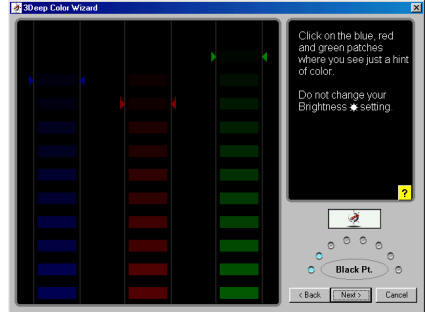 3Deep Color Wizard
Click on the blue, red
and green patches
where you see just a hint
of color.
Do not change your
Brightness ☀ setting.
?
Black Pt.
< Back
Next >
Cancel